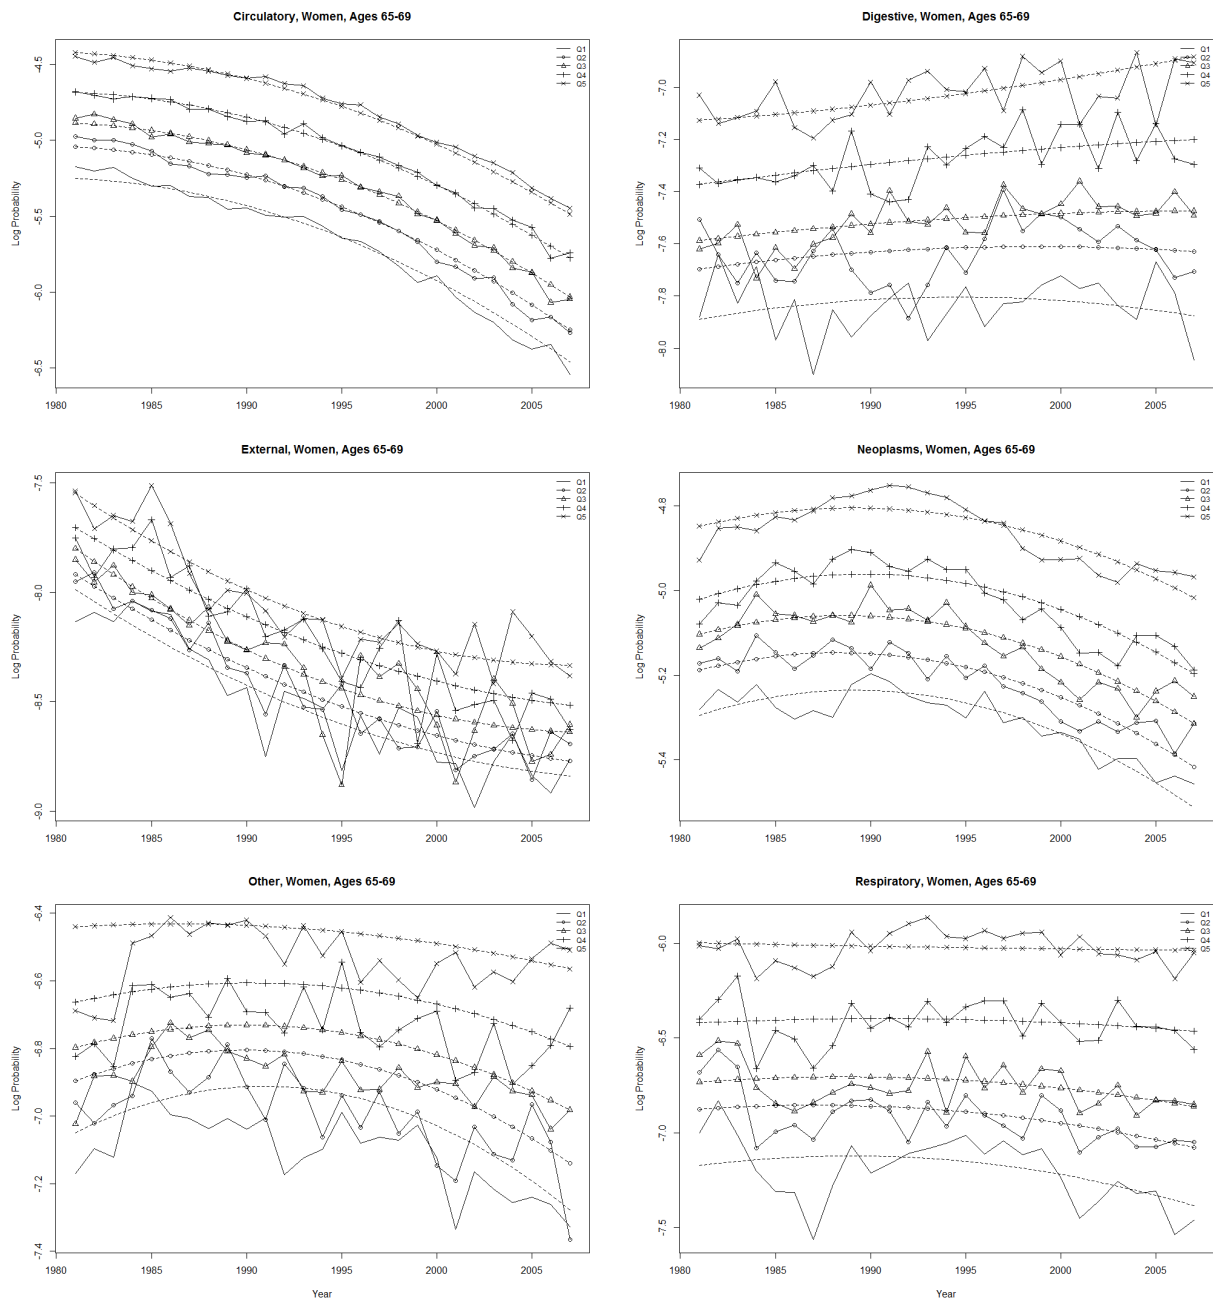 Circulatory, Women, Ages 65-69
Log Probability
-4.5
-5.0
-5.5
-6.0
-6.5
1980 1985 1990 1995 2000 2005
Q1
Q2
Q3
Q4
Q5
Digestive, Women, Ages 65-69
Log Probability
-7.0
-7.2
-7.4
-7.6
-7.8
-8.0
1980 1985 1990 1995 2000 2005
Q1
Q2
Q3
Q4
Q5
External, Women, Ages 65-69
Log Probability
-7.5
-8.0
-8.5
-9.0
1980 1985 1990 1995 2000 2005
Q1
Q2
Q3
Q4
Q5
Neoplasms, Women, Ages 65-69
Log Probability
-4.8
-5.0
-5.2
-5.4
1980 1985 1990 1995 2000 2005
Q1
Q2
Q3
Q4
Q5
Other, Women, Ages 65-69
Log Probability
-6.4
-6.6
-6.8
-7.0
-7.2
-7.4
1980 1985 1990 1995 2000 2005
Year
Q1
Q2
Q3
Q4
Q5
Respiratory, Women, Ages 65-69
Log Probability
-6.0
-6.5
-7.0
-7.5
1980 1985 1990 1995 2000 2005
Year
Q1
Q2
Q3
Q4
Q5